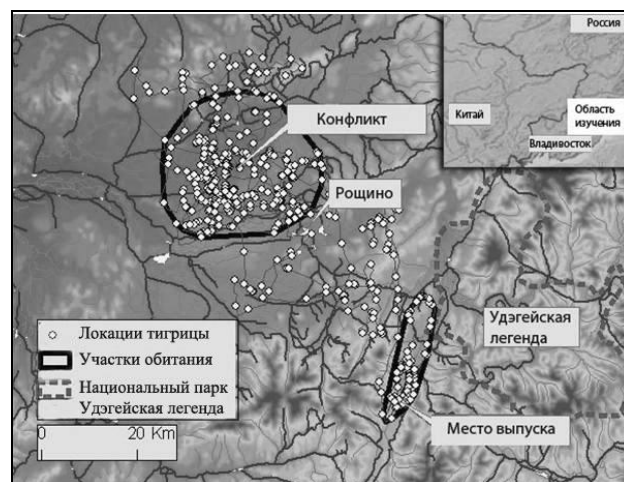 Россия
Китай
Область
изучения
Владивосток
Конфликт
Рощино
Удэгейская
легенда
Локации тигрицы
Участки обитания
Национальный парк
Удэгейская легенда
Место выпуска
0 20 Km